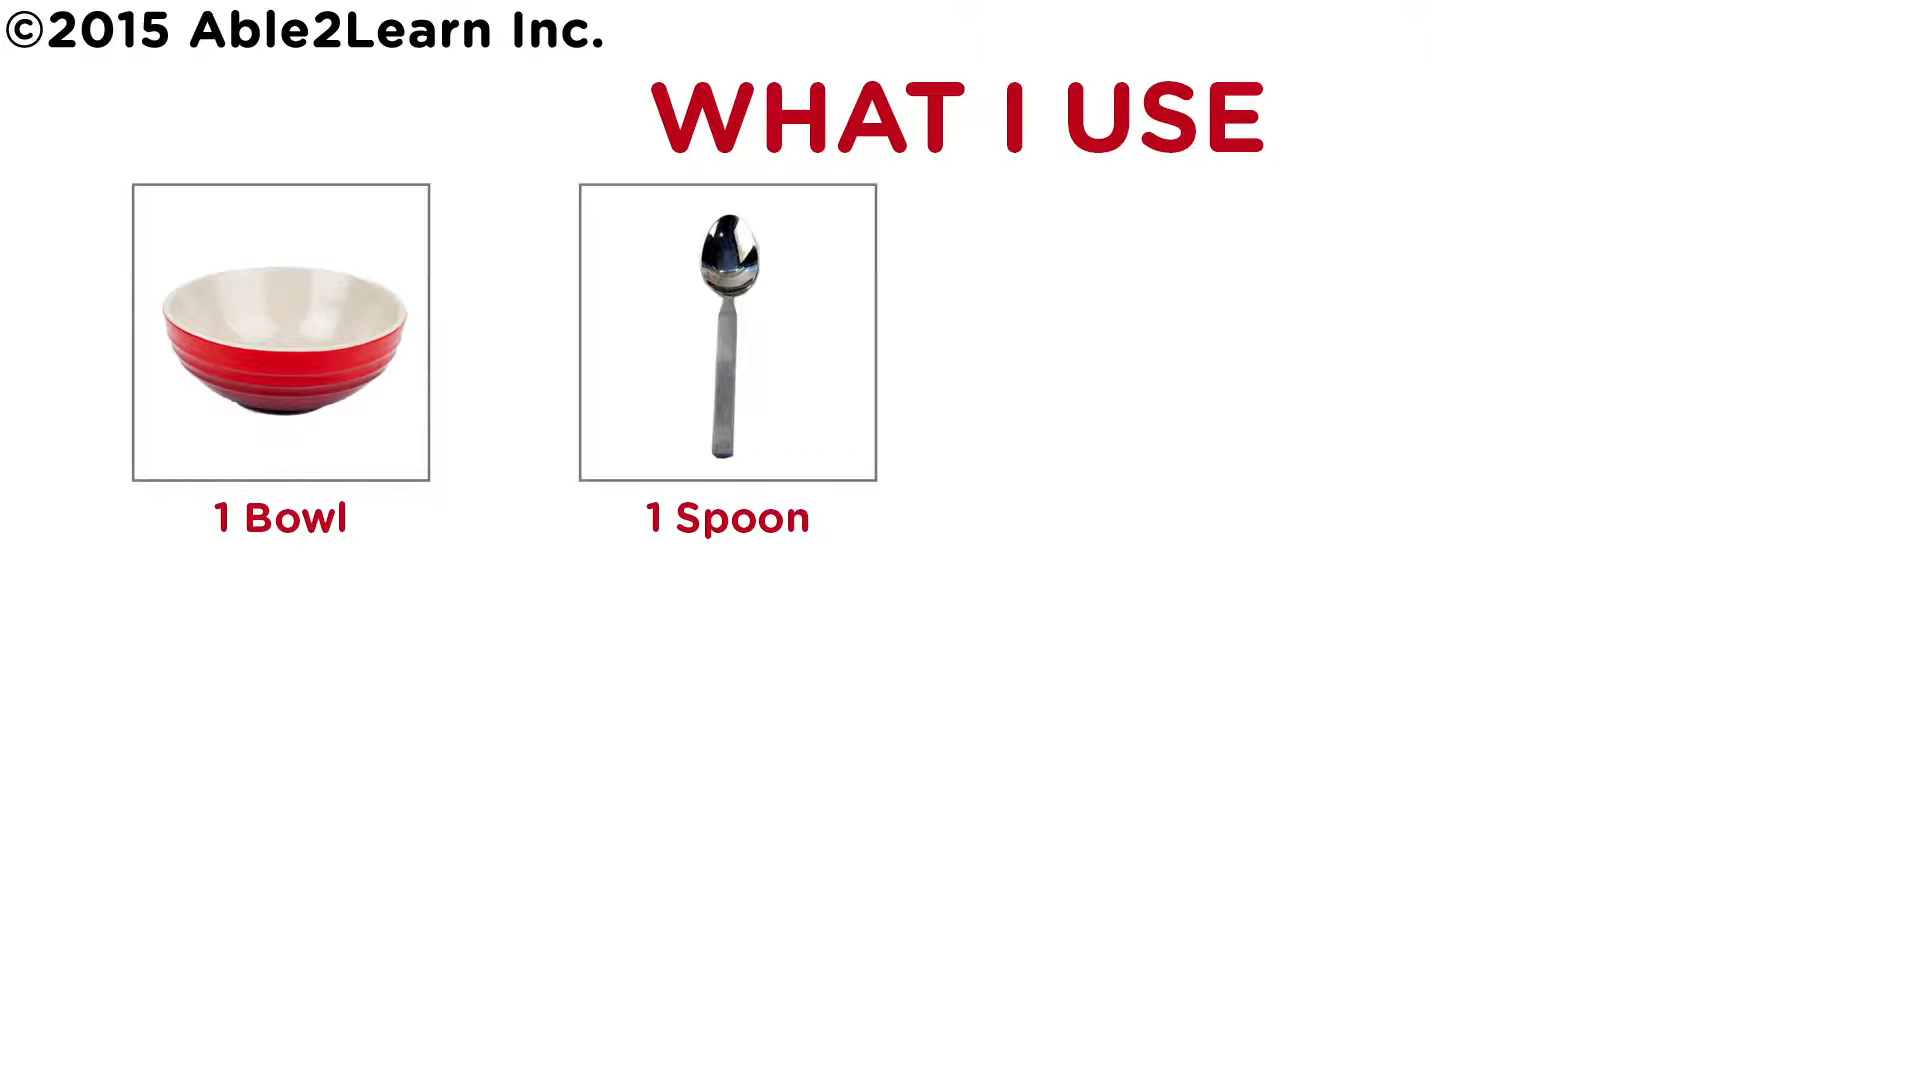 ©2015 Able2Learn Inc.
WHAT I USE
1 Bowl
1 Spoon